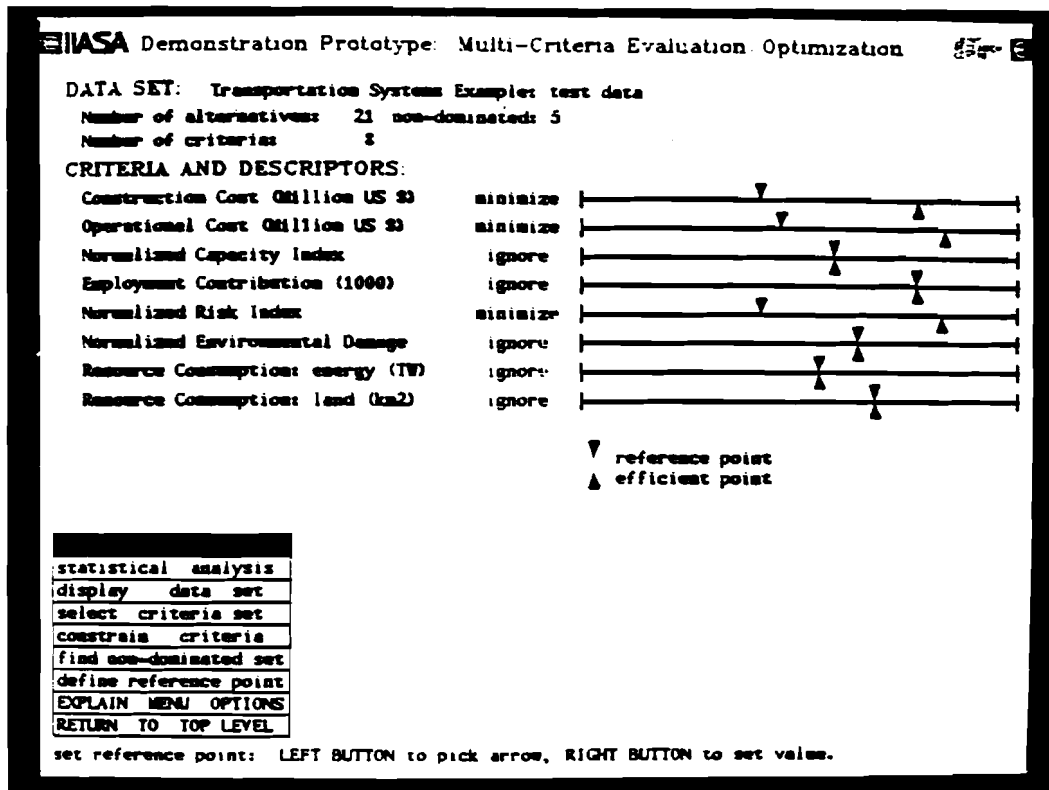 IIASA Demonstration Prototype: Multi-Criteria Evaluation Optimization
DATA SET: Transportation Systems Example: test data
Number of alternatives: 21 non-dominated: 5
Number of criteria: 8
CRITERIA AND DESCRIPTORS:
Construction Cost (Million US $) minimize
Operational Cost (Million US $) minimize
Normalized Capacity Index ignore
Employment Contribution (1000) ignore
Normalized Risk Index minimize
Normalized Environmental Damage ignore
Resource Consumption: energy (TW) ignore
Resource Consumption: land (km2) ignore
reference point
efficient point
statistical analysis
display data set
select criteria set
constrain criteria
find non-dominated set
define reference point
EXPLAIN MENU OPTIONS
RETURN TO TOP LEVEL
set reference point: LEFT BUTTON to pick arrow, RIGHT BUTTON to set value.